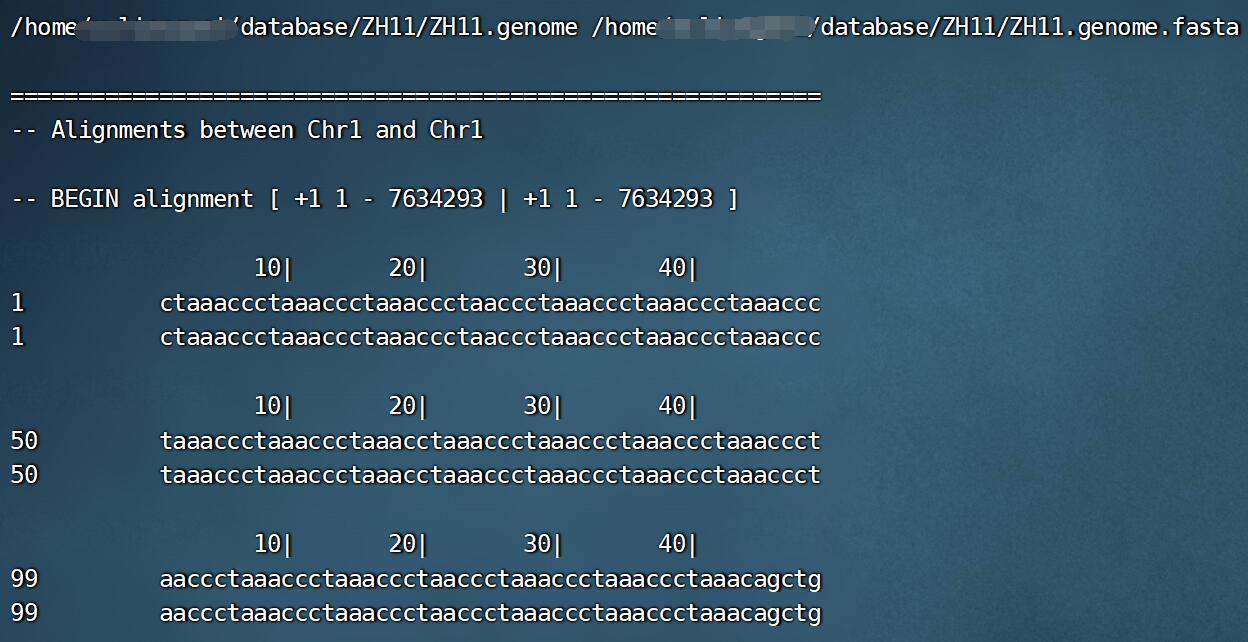 /home/ /database/ZH11/ZH11.genome /home/ /database/ZH11/ZH11.genome.fasta
============================================================
-- Alignments between Chr1 and Chr1
-- BEGIN alignment [ +1 1 - 7634293 | +1 1 - 7634293 ]
10| 20| 30| 40|
1 ctaaaccctaaaccctaaaccctaaccctaaaccctaaaccctaaaccc
1 ctaaaccctaaaccctaaaccctaaccctaaaccctaaaccctaaaccc
10| 20| 30| 40|
50 taaaccctaaaccctaaacctaaaccctaaaccctaaaccctaaaccct
50 taaaccctaaaccctaaacctaaaccctaaaccctaaaccctaaaccct
10| 20| 30| 40|
99 aaccctaaaccctaaaccctaaccctaaaccctaaaccctaaacagctg
99 aaccctaaaccctaaaccctaaccctaaaccctaaaccctaaacagctg